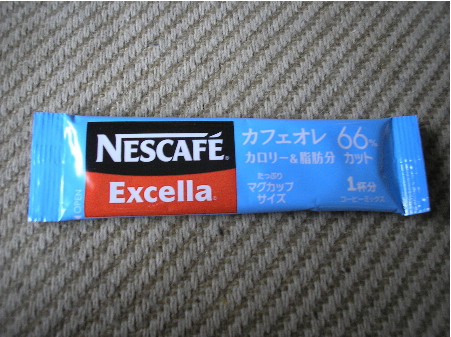 NESCAFÉ®
Excella®
カフェオレ 66%
カロリー&脂肪分 カット
たっぷり
マグカップ
サイズ
1杯分
コーヒーミックス
OPEN